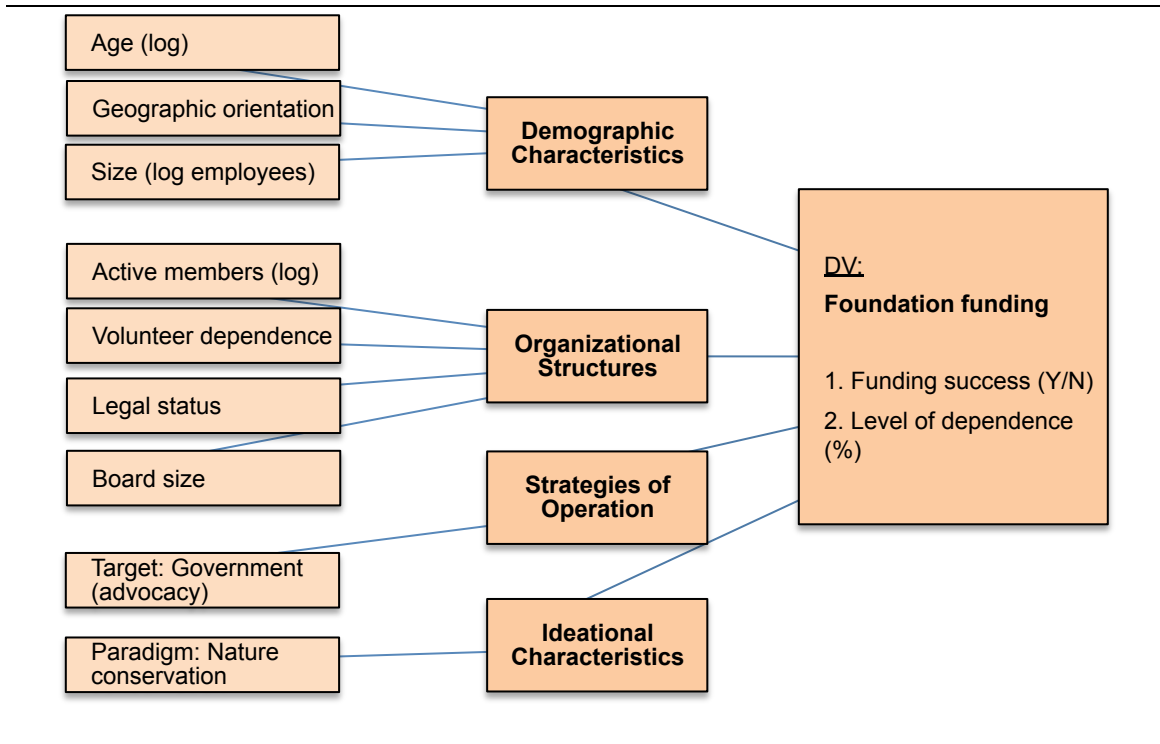 Age (log)
Geographic orientation
Size (log employees)
Demographic
Characteristics
Active members (log)
Volunteer dependence
Legal status
Board size
Organizational
Structures
Target: Government
(advocacy)
Strategies of
Operation
Paradigm: Nature
conservation
Ideational
Characteristics
DV:
Foundation funding
1. Funding success (Y/N)
2. Level of dependence
(%)